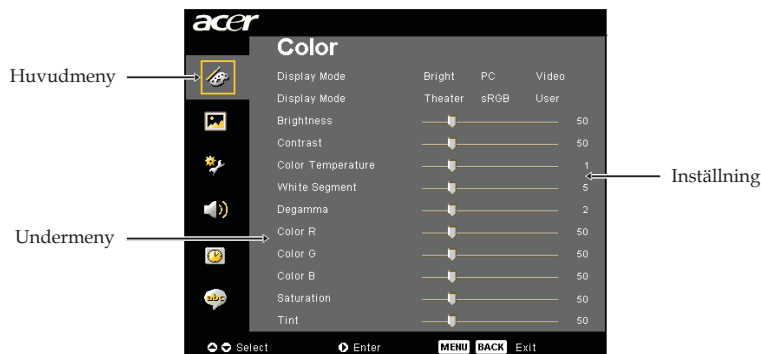 acer
Color
Huvudmeny
Display Mode Bright PC Video
Display Mode Theater sRGB User
Brightness 50
Contrast 50
Color Temperature 1
Inställning
White Segment 5
Degamma 2
Undermeny
Color R 50
Color G 50
Color B 50
abc
Saturation 50
Tint 50
Select Enter MENU BACK Exit